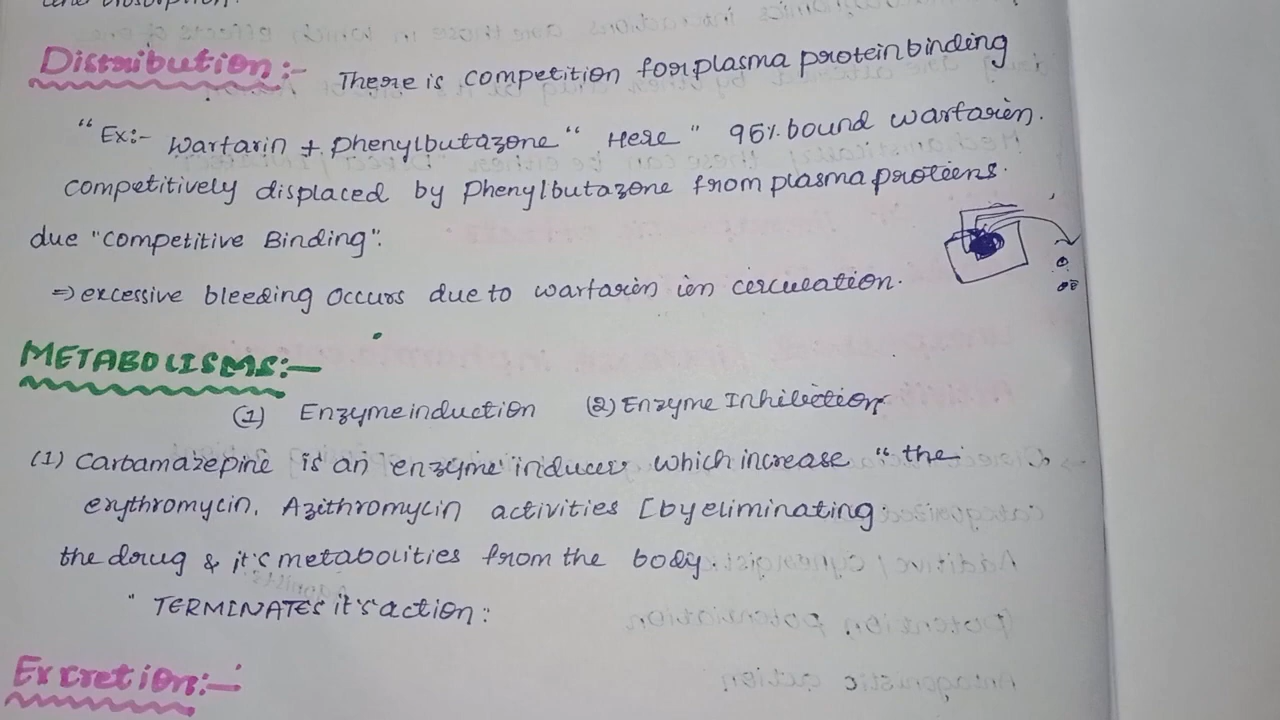 Distribution:- There is competition for plasma protein binding
"Ex:- Warfarin + Phenylbutazone" Here " 96% bound warfarin.
competitively displaced by Phenylbutazone from plasma proteins.
due "Competitive Binding".
⇒ excessive bleeding occurs due to warfarin in circulation.
METABOLISMS:-
(1) Enzyme induction (2) Enzyme Inhibition
(1) Carbamazepine is an enzyme inducer which increase "the
erythromycin, Azithromycin activities [by eliminating
the drug & it's metabolities from the body.
" TERMINATES it's action:
Excretion:-